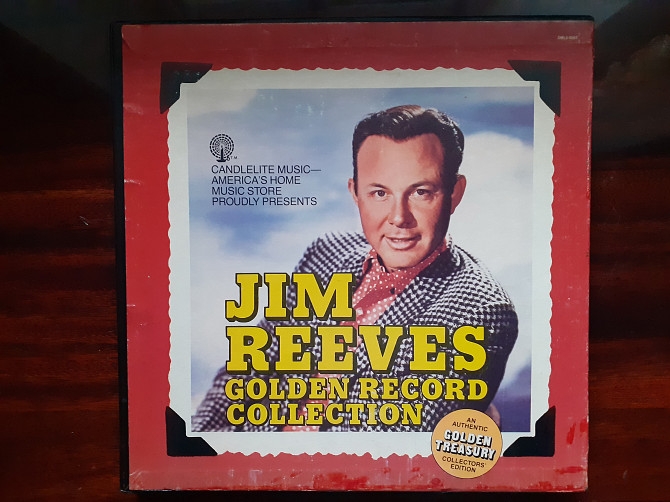 CANDLELITE MUSIC—
AMERICA'S HOME
MUSIC STORE
PROUDLY PRESENTS
JIM
REEVES
GOLDEN RECORD
COLLECTION
AN
AUTHENTIC
GOLDEN
TREASURY
COLLECTORS'
EDITION